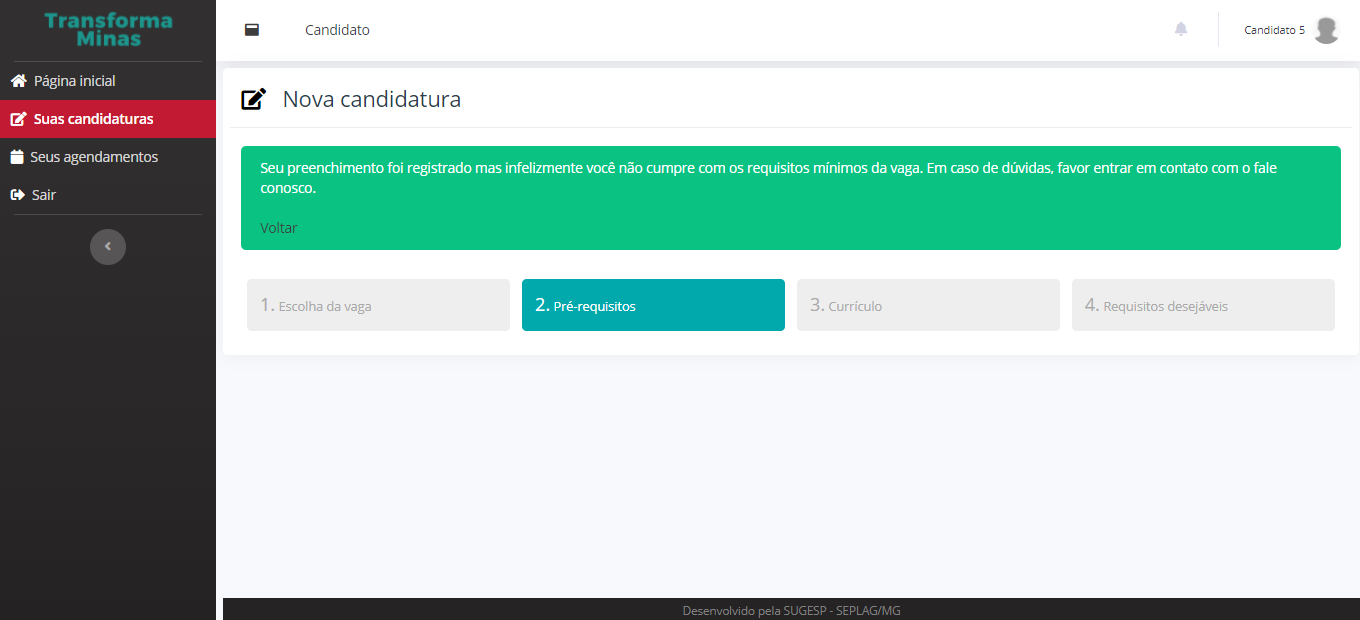 Transforma
Minas
Página inicial
Suas candidaturas
Seus agendamentos
Sair
Candidato
Candidato 5
Nova candidatura
Seu preenchimento foi registrado mas infelizmente você não cumpre com os requisitos mínimos da vaga. Em caso de dúvidas, favor entrar em contato com o fale
conosco.
Voltar
1. Escolha da vaga
2. Pré-requisitos
3. Currículo
4. Requisitos desejáveis
Desenvolvido pela SUGESP - SEPLAG/MG